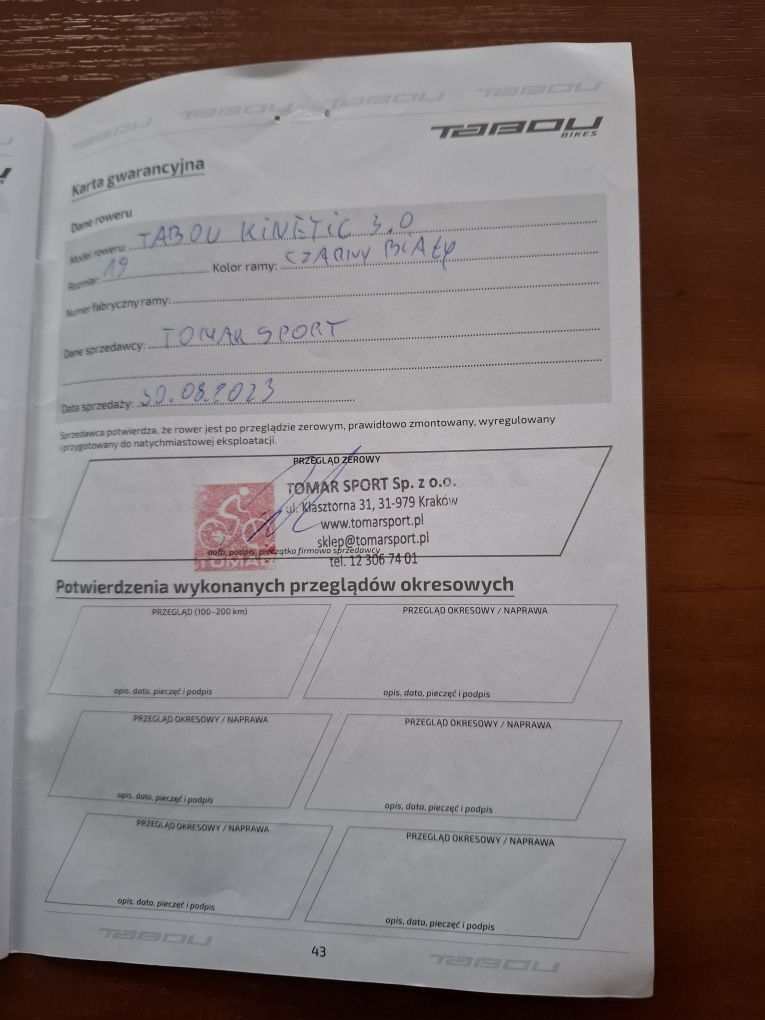 TABOU TABOU TABOU TABOU
TABOU
BIKES
Karta gwarancyjna
Dane roweru
Model roweru: TABOU KINETIC 3.0
Rozmiar: 19 Kolor ramy: CZARNY BIAŁY
Numer fabryczny ramy:
Dane sprzedawcy: TOMAR SPORT
Data sprzedaży: 30.08.2023
Sprzedawca potwierdza, że rower jest po przeglądzie zerowym, prawidłowo zmontowany, wyregulowany
i przygotowany do natychmiastowej eksploatacji.
PRZEGLĄD ZEROWY
TOMAR SPORT Sp. z o.o.
ul. Klasztorna 31, 31-979 Kraków
www.tomarsport.pl
sklep@tomarsport.pl
data, podpis, pieczątka firmowa sprzedawcy
TOMAR
tel. 12 306 74 01
Potwierdzenia wykonanych przeglądów okresowych
PRZEGLĄD (100-200 km)
opis, data, pieczęć i podpis
PRZEGLĄD OKRESOWY / NAPRAWA
opis, data, pieczęć i podpis
PRZEGLĄD OKRESOWY / NAPRAWA
opis, data, pieczęć i podpis
PRZEGLĄD OKRESOWY / NAPRAWA
opis, data, pieczęć i podpis
PRZEGLĄD OKRESOWY / NAPRAWA
opis, data, pieczęć i podpis
PRZEGLĄD OKRESOWY / NAPRAWA
opis, data, pieczęć i podpis
TABOU 43 TABOU